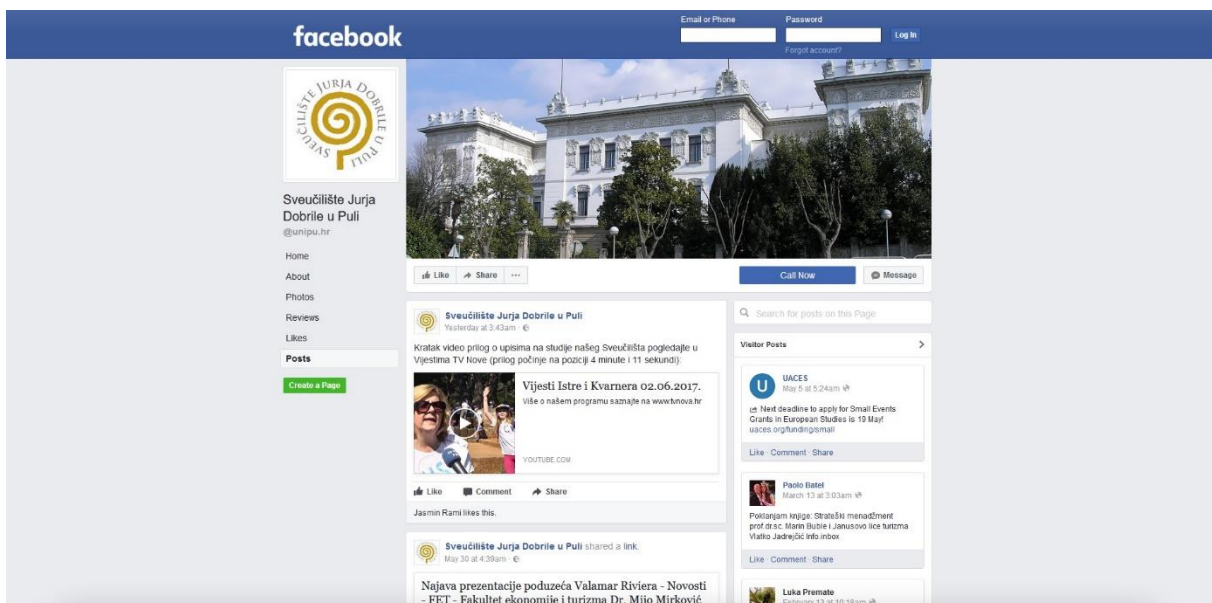 facebook
Email or Phone
Password
Log In
Forgot account?
SVEUČILIŠTE JURJA DOBRILE U PULI
Sveučilište Jurja
Dobrile u Puli
@unipu.hr
Home
About
Photos
Reviews
Likes
Posts
Create a Page
Like
Share
Call Now
Message
Sveučilište Jurja Dobrile u Puli
Yesterday at 3:43am
Kratak video prilog o upisima na studije našeg Sveučilišta pogledajte u
Vijestima TV Nove (prilog počinje na poziciji 4 minute i 11 sekundi):
Vijesti Istre i Kvarnera 02.06.2017.
Više o našem programu saznajte na www.tvnova.hr
YOUTUBE.COM
Like
Comment
Share
Jasmin Rami likes this.
Sveučilište Jurja Dobrile u Puli shared a link.
May 30 at 4:39am
Najava prezentacije poduzeća Valamar Riviera - Novosti
- FET - Fakultet ekonomije i turizma Dr. Mijo Mirković
Search for posts on this Page
Visitor Posts
U
UACES
May 5 at 5:24am
Next deadline to apply for Small Events
Grants in European Studies is 19 May!
uaces.org/funding/small
Like · Comment · Share
Paolo Batel
March 13 at 3:03am
Poklanjam knjige: Strateški menadžment
prof.dr.sc. Marin Buble i Janusovo lice turizma
Vlatko Jadrejčić Info.inbox
Like · Comment · Share
Luka Premate
February 13 at 10:18am